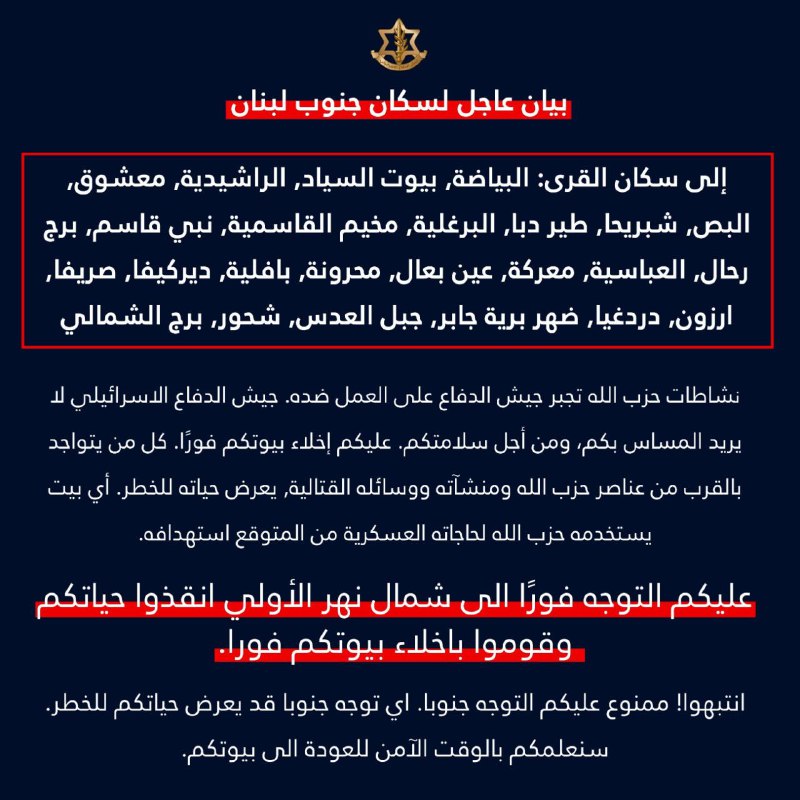 بيان عاجل لسكان جنوب لبنان
إلى سكان القرى: البياضة, بيوت السياد, الراشيدية, معشوق,
البص, شبريحا, طير دبا, البرغلية, مخيم القاسمية, نبي قاسم, برج
رحال, العباسية, معركة, عين بعال, محرونة, بافلية, ديركيفا, صريفا,
ارزون, دردغيا, ضهر برية جابر, جبل العدس, شحور, برج الشمالي
نشاطات حزب الله تجبر جيش الدفاع على العمل ضده. جيش الدفاع الاسرائيلي لا
يريد المساس بكم، ومن أجل سلامتكم. عليكم إخلاء بيوتكم فورًا. كل من يتواجد
بالقرب من عناصر حزب الله ومنشآته ووسائله القتالية, يعرض حياته للخطر. أي بيت
يستخدمه حزب الله لحاجاته العسكرية من المتوقع استهدافه.
عليكم التوجه فورًا الى شمال نهر الأولي انقذوا حياتكم
وقوموا باخلاء بيوتكم فورا.
انتبهوا! ممنوع عليكم التوجه جنوبا. اي توجه جنوبا قد يعرض حياتكم للخطر.
سنعلمكم بالوقت الآمن للعودة الى بيوتكم.